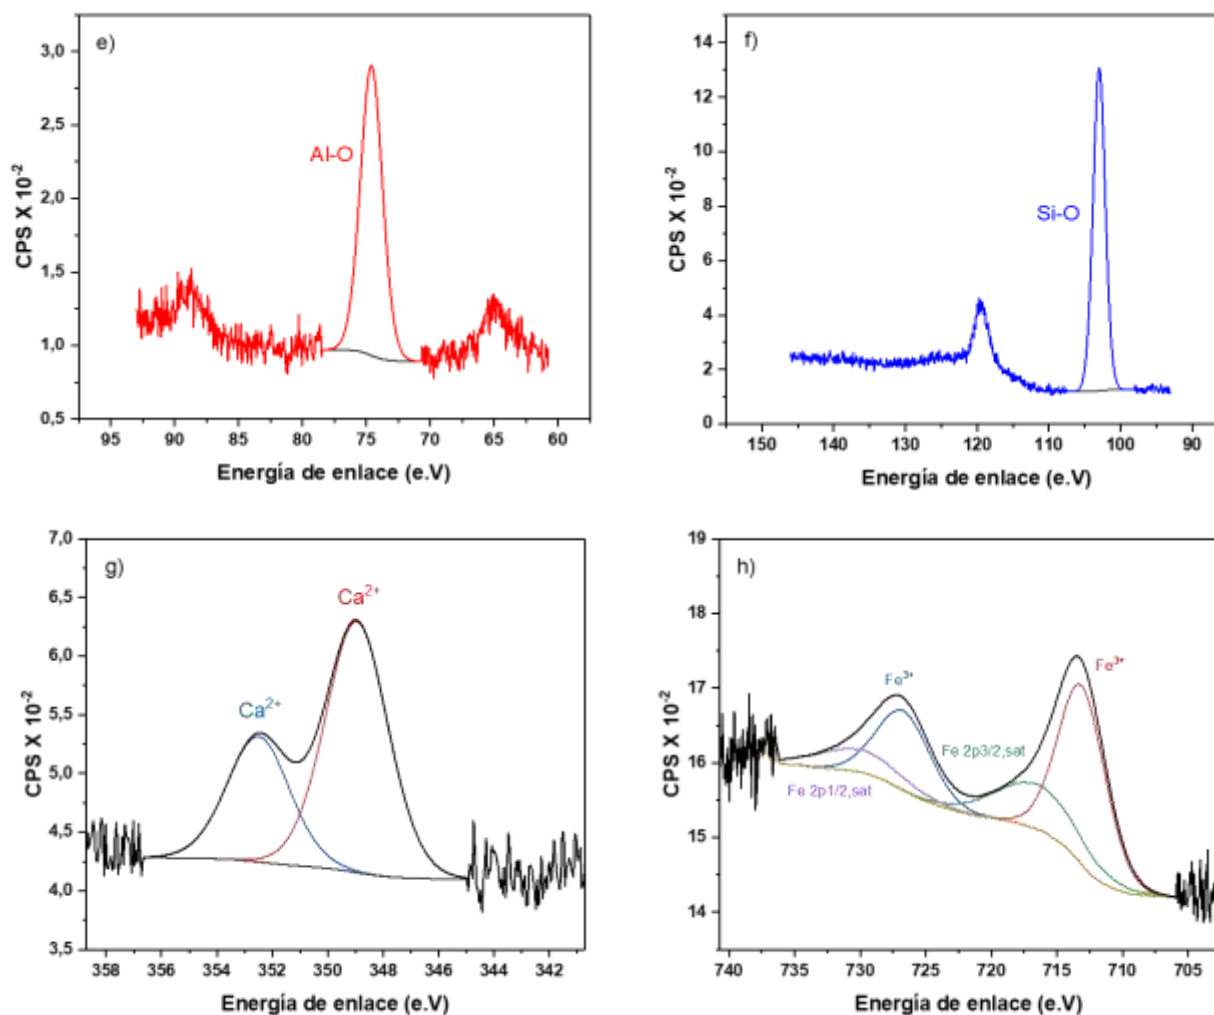 e)
3,0
2,5
2,0
1,5
1,0
0,5
CPS X 10-2
Al-O
95 90 85 80 75 70 65 60
Energía de enlace (e.V)
f)
14
12
10
8
6
4
2
0
CPS X 10-2
Si-O
150 140 130 120 110 100 90
Energía de enlace (e.V)
g)
7,0
6,5
6,0
5,5
5,0
4,5
4,0
3,5
CPS X 10-2
Ca2+
Ca2+
358 356 354 352 350 348 346 344 342
Energía de enlace (e.V)
h)
19
18
17
16
15
14
CPS X 10-2
Fe3+
Fe3+
Fe 2p3/2,sat
Fe 2p1/2,sat
740 735 730 725 720 715 710 705
Energía de enlace (e.V)